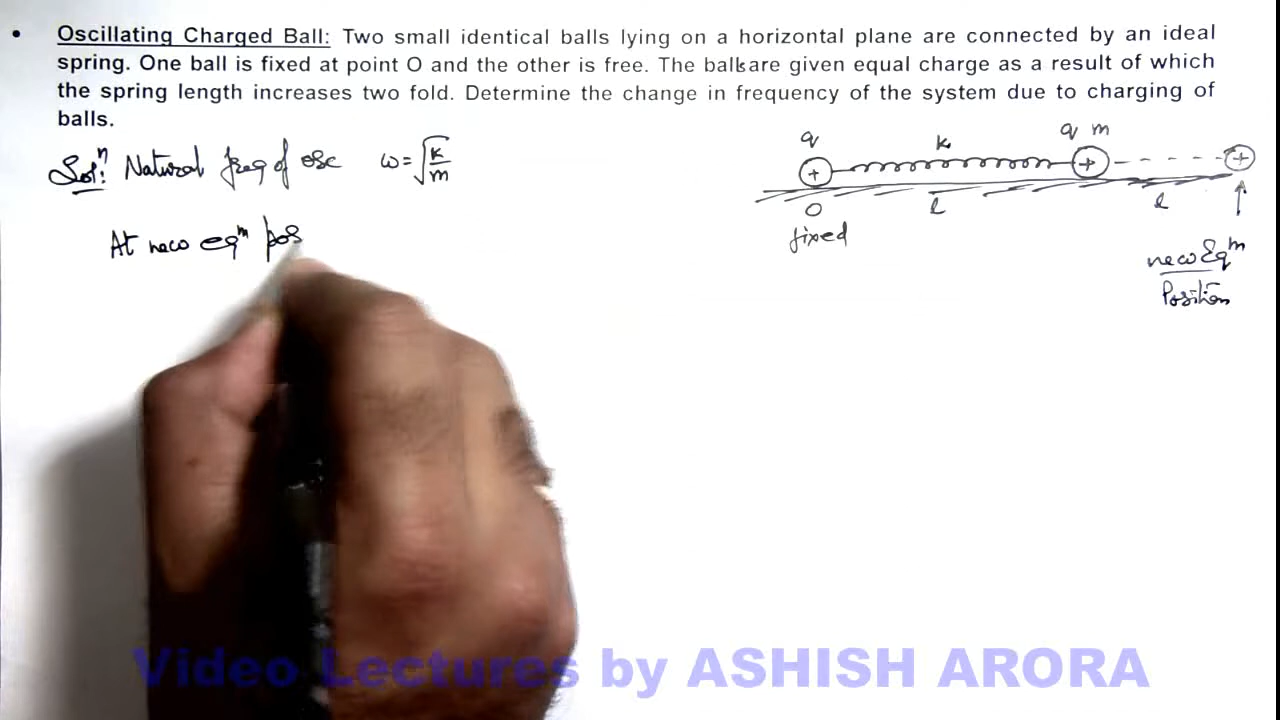 • Oscillating Charged Ball: Two small identical balls lying on a horizontal plane are connected by an ideal
spring. One ball is fixed at point O and the other is free. The balls are given equal charge as a result of which
the spring length increases two fold. Determine the change in frequency of the system due to charging of
balls.
Solⁿ: Natural freq of osc ω = √k/m
At new eqᵐ pos
q k q m
+ + +
O l l
fixed
new Eqᵐ
Position
Video Lectures by ASHISH ARORA